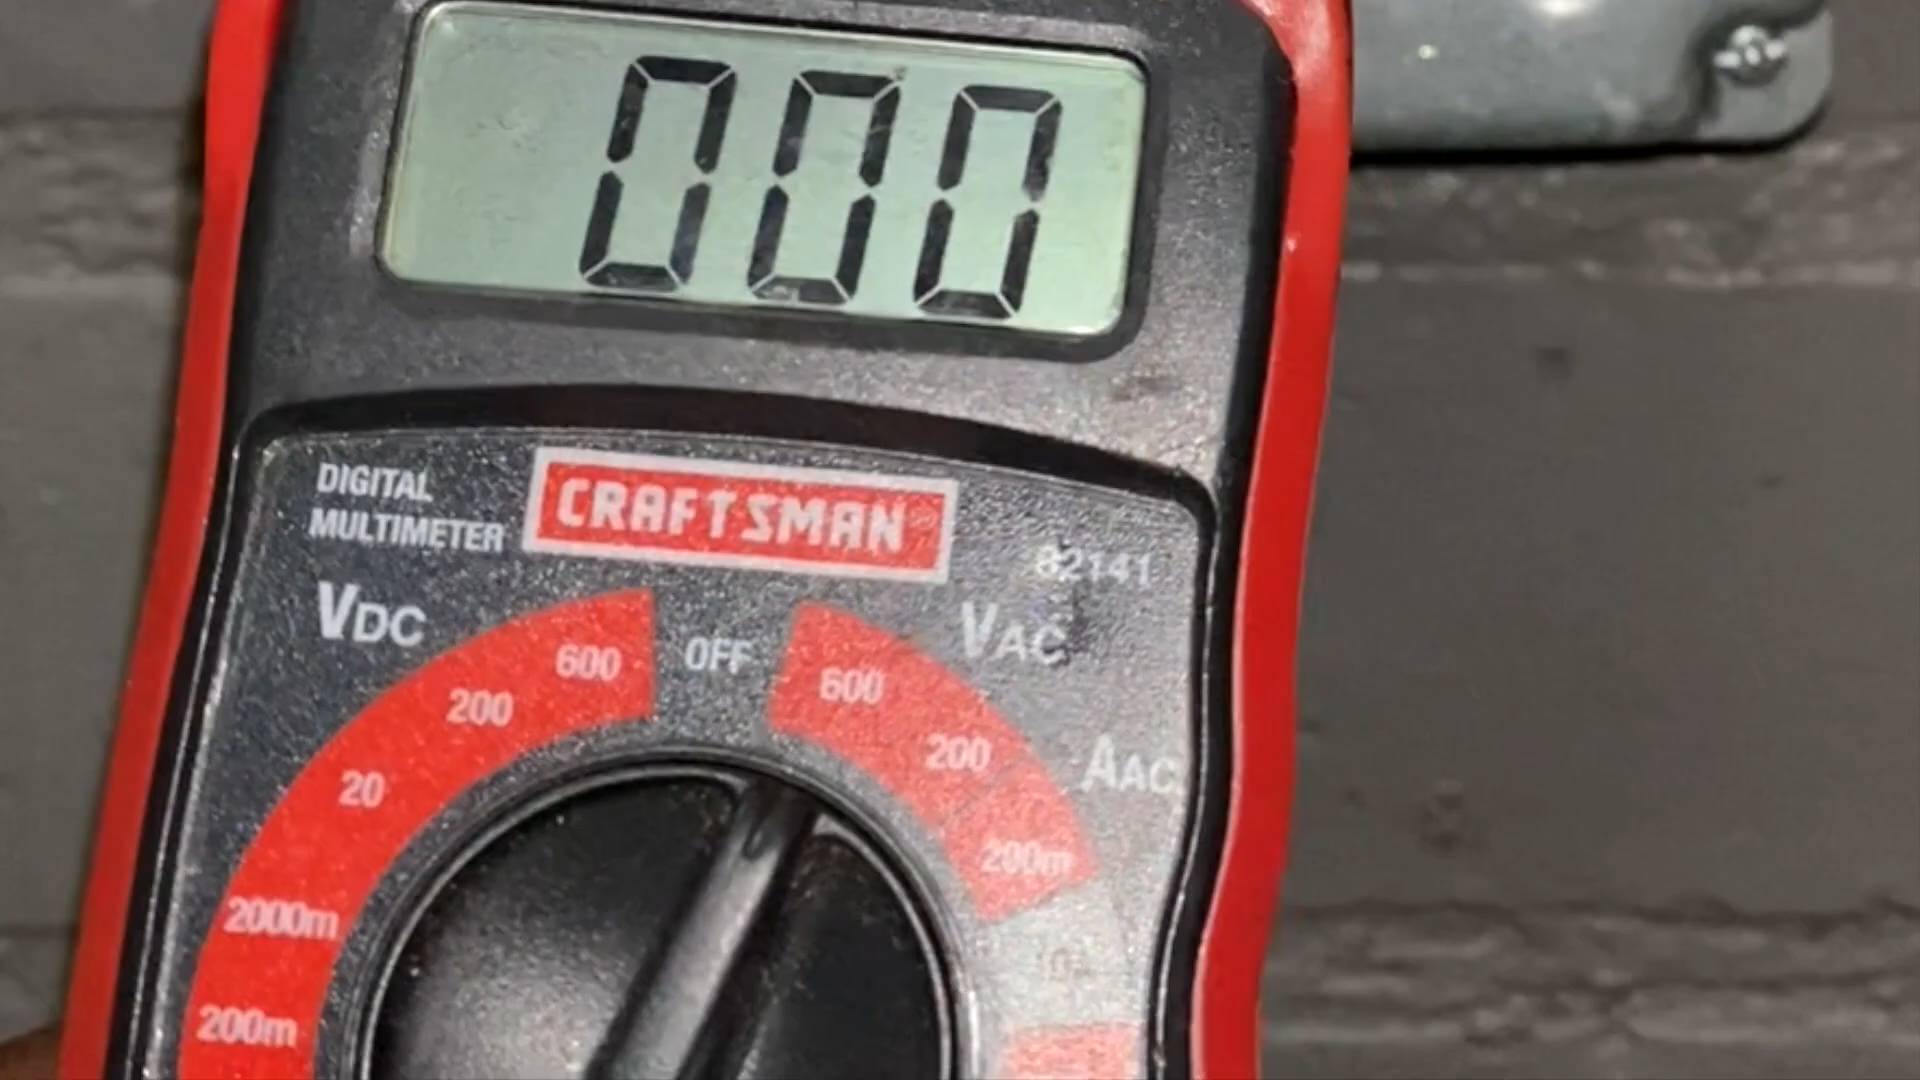 000
DIGITAL
MULTIMETER
CRAFTSMAN®
82141
VDC
VAC
600
OFF
600
200
200
AAC
20
200m
2000m
200m